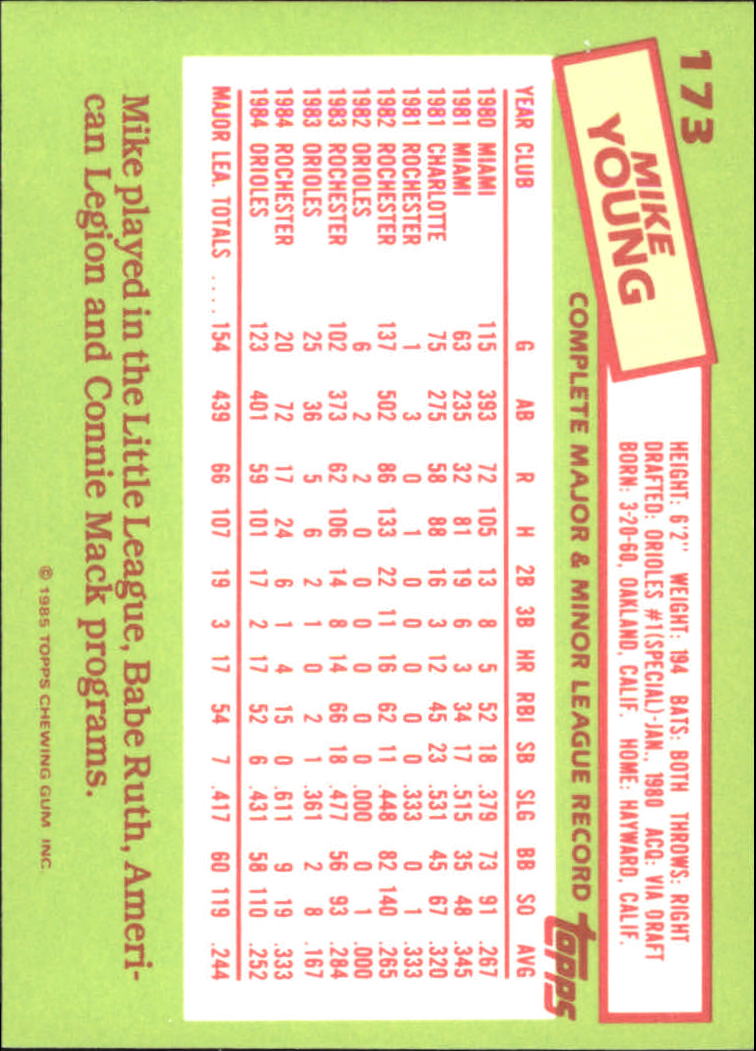 173
MIKE
YOUNG
HEIGHT: 6'2" WEIGHT: 194 BATS: BOTH THROWS: RIGHT
DRAFTED: ORIOLES #1(SPECIAL)-JAN., 1980 ACQ: VIA DRAFT
BORN: 3-20-60, OAKLAND, CALIF. HOME: HAYWARD, CALIF.
COMPLETE MAJOR & MINOR LEAGUE RECORD topps
YEAR CLUB G AB R H 2B 3B HR RBI SB SLG BB SO AVG
1980 MIAMI 115 393 72 105 13 8 5 52 18 .379 73 91 .267
1981 MIAMI 63 235 32 81 19 6 3 34 17 .515 35 48 .345
1981 CHARLOTTE 75 275 58 88 16 3 12 45 23 .531 45 67 .320
1981 ROCHESTER 1 3 0 1 0 0 0 0 0 .333 0 1 .333
1982 ROCHESTER 137 502 86 133 22 11 16 62 11 .448 82 140 .265
1982 ORIOLES 6 2 2 0 0 0 0 0 0 .000 0 1 .000
1983 ROCHESTER 102 373 62 106 14 8 14 66 18 .477 56 93 .284
1983 ORIOLES 25 36 5 6 2 1 0 2 1 .361 2 8 .167
1984 ROCHESTER 20 72 17 24 6 1 4 15 0 .611 9 19 .333
1984 ORIOLES 123 401 59 101 17 2 17 52 6 .431 58 110 .252
MAJOR LEA. TOTALS .... 154 439 66 107 19 3 17 54 7 .417 60 119 .244
Mike played in the Little League, Babe Ruth, Ameri-
can Legion and Connie Mack programs.
© 1985 TOPPS CHEWING GUM INC.